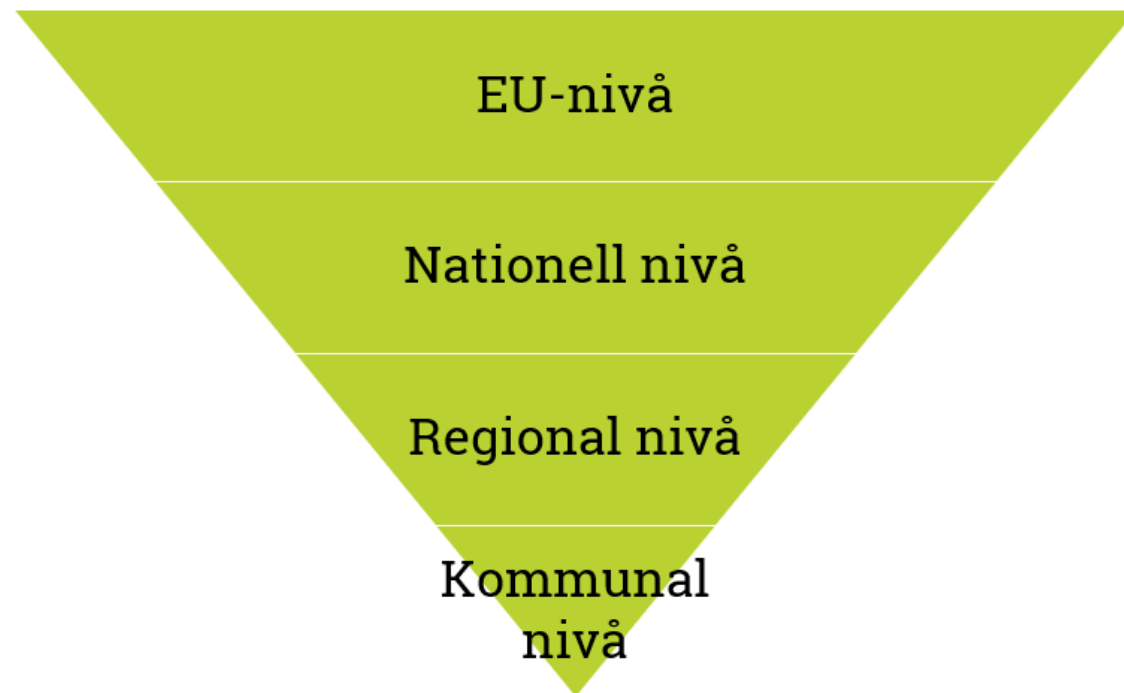 EU-nivå
Nationell nivå
Regional nivå
Kommunal
nivå